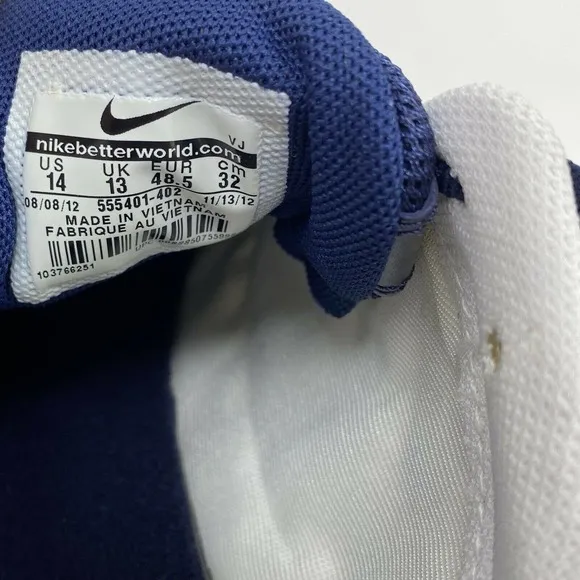 VJ
nikebetterworld.com
US UK EUR CM
14 13 48.5 32
08/08/12 555401-402 11/13/12
MADE IN VIETNAM
FABRIQUE AU VIETNAM
103766251